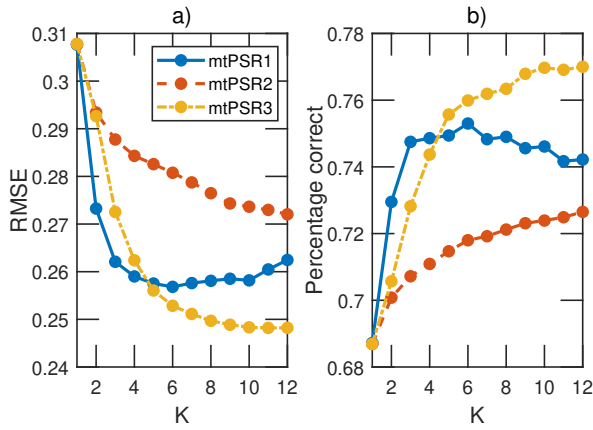 a)
0.31
0.3
0.29
0.28
0.27
0.26
0.25
0.24
RMSE
mtPSR1
mtPSR2
mtPSR3
2 4 6 8 10 12
K
b)
0.78
0.76
0.74
0.72
0.7
0.68
Percentage correct
2 4 6 8 10 12
K